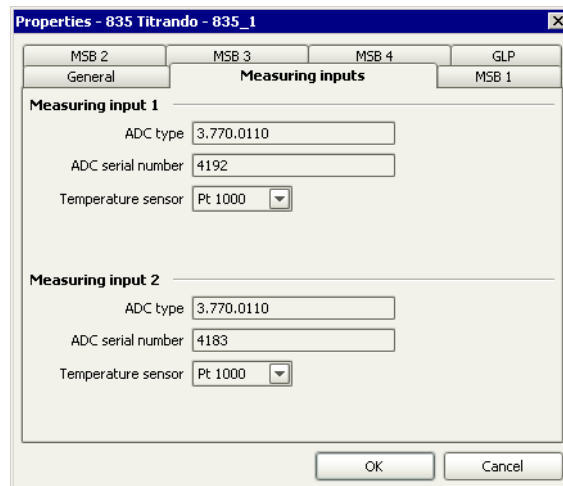 Properties - 835 Titrando - 835_1
MSB 2 MSB 3 MSB 4 GLP
General Measuring inputs MSB 1
Measuring input 1
ADC type 3.770.0110
ADC serial number 4192
Temperature sensor Pt 1000
Measuring input 2
ADC type 3.770.0110
ADC serial number 4183
Temperature sensor Pt 1000
OK Cancel